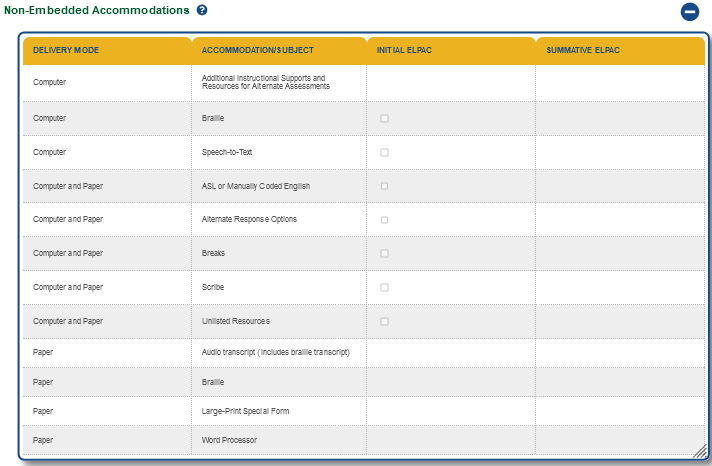 Non-Embedded Accommodations ?
DELIVERY MODE ACCOMMODATION/SUBJECT INITIAL ELPAC SUMMATIVE ELPAC
Computer Additional Instructional Supports and
Resources for Alternate Assessments
Computer Braille
Computer Speech-to-Text
Computer and Paper ASL or Manually Coded English
Computer and Paper Alternate Response Options
Computer and Paper Breaks
Computer and Paper Scribe
Computer and Paper Unlisted Resources
Paper Audio transcript (includes braille transcript)
Paper Braille
Paper Large-Print Special Form
Paper Word Processor